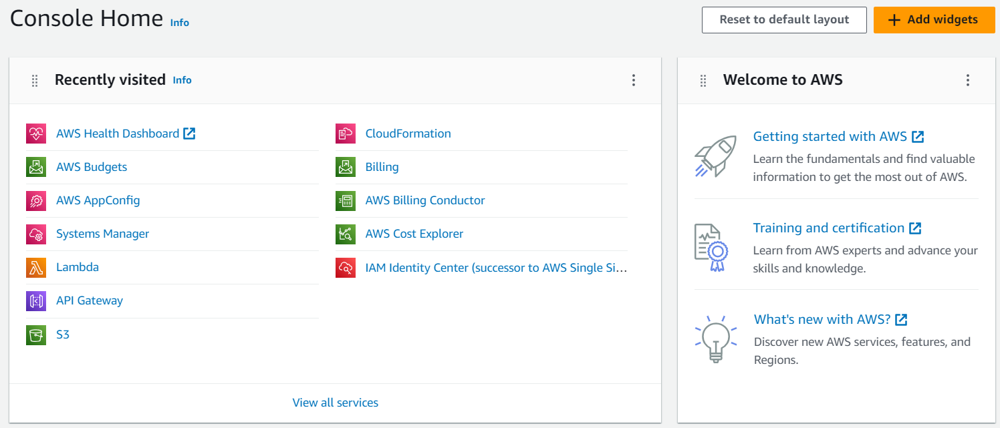 Console Home Info
Reset to default layout
Add widgets
Recently visited Info
AWS Health Dashboard
AWS Budgets
AWS AppConfig
Systems Manager
Lambda
API Gateway
S3
CloudFormation
Billing
AWS Billing Conductor
AWS Cost Explorer
IAM Identity Center (successor to AWS Single Si...
View all services
Welcome to AWS
Getting started with AWS
Learn the fundamentals and find valuable
information to get the most out of AWS.
Training and certification
Learn from AWS experts and advance your
skills and knowledge.
What's new with AWS?
Discover new AWS services, features, and
Regions.